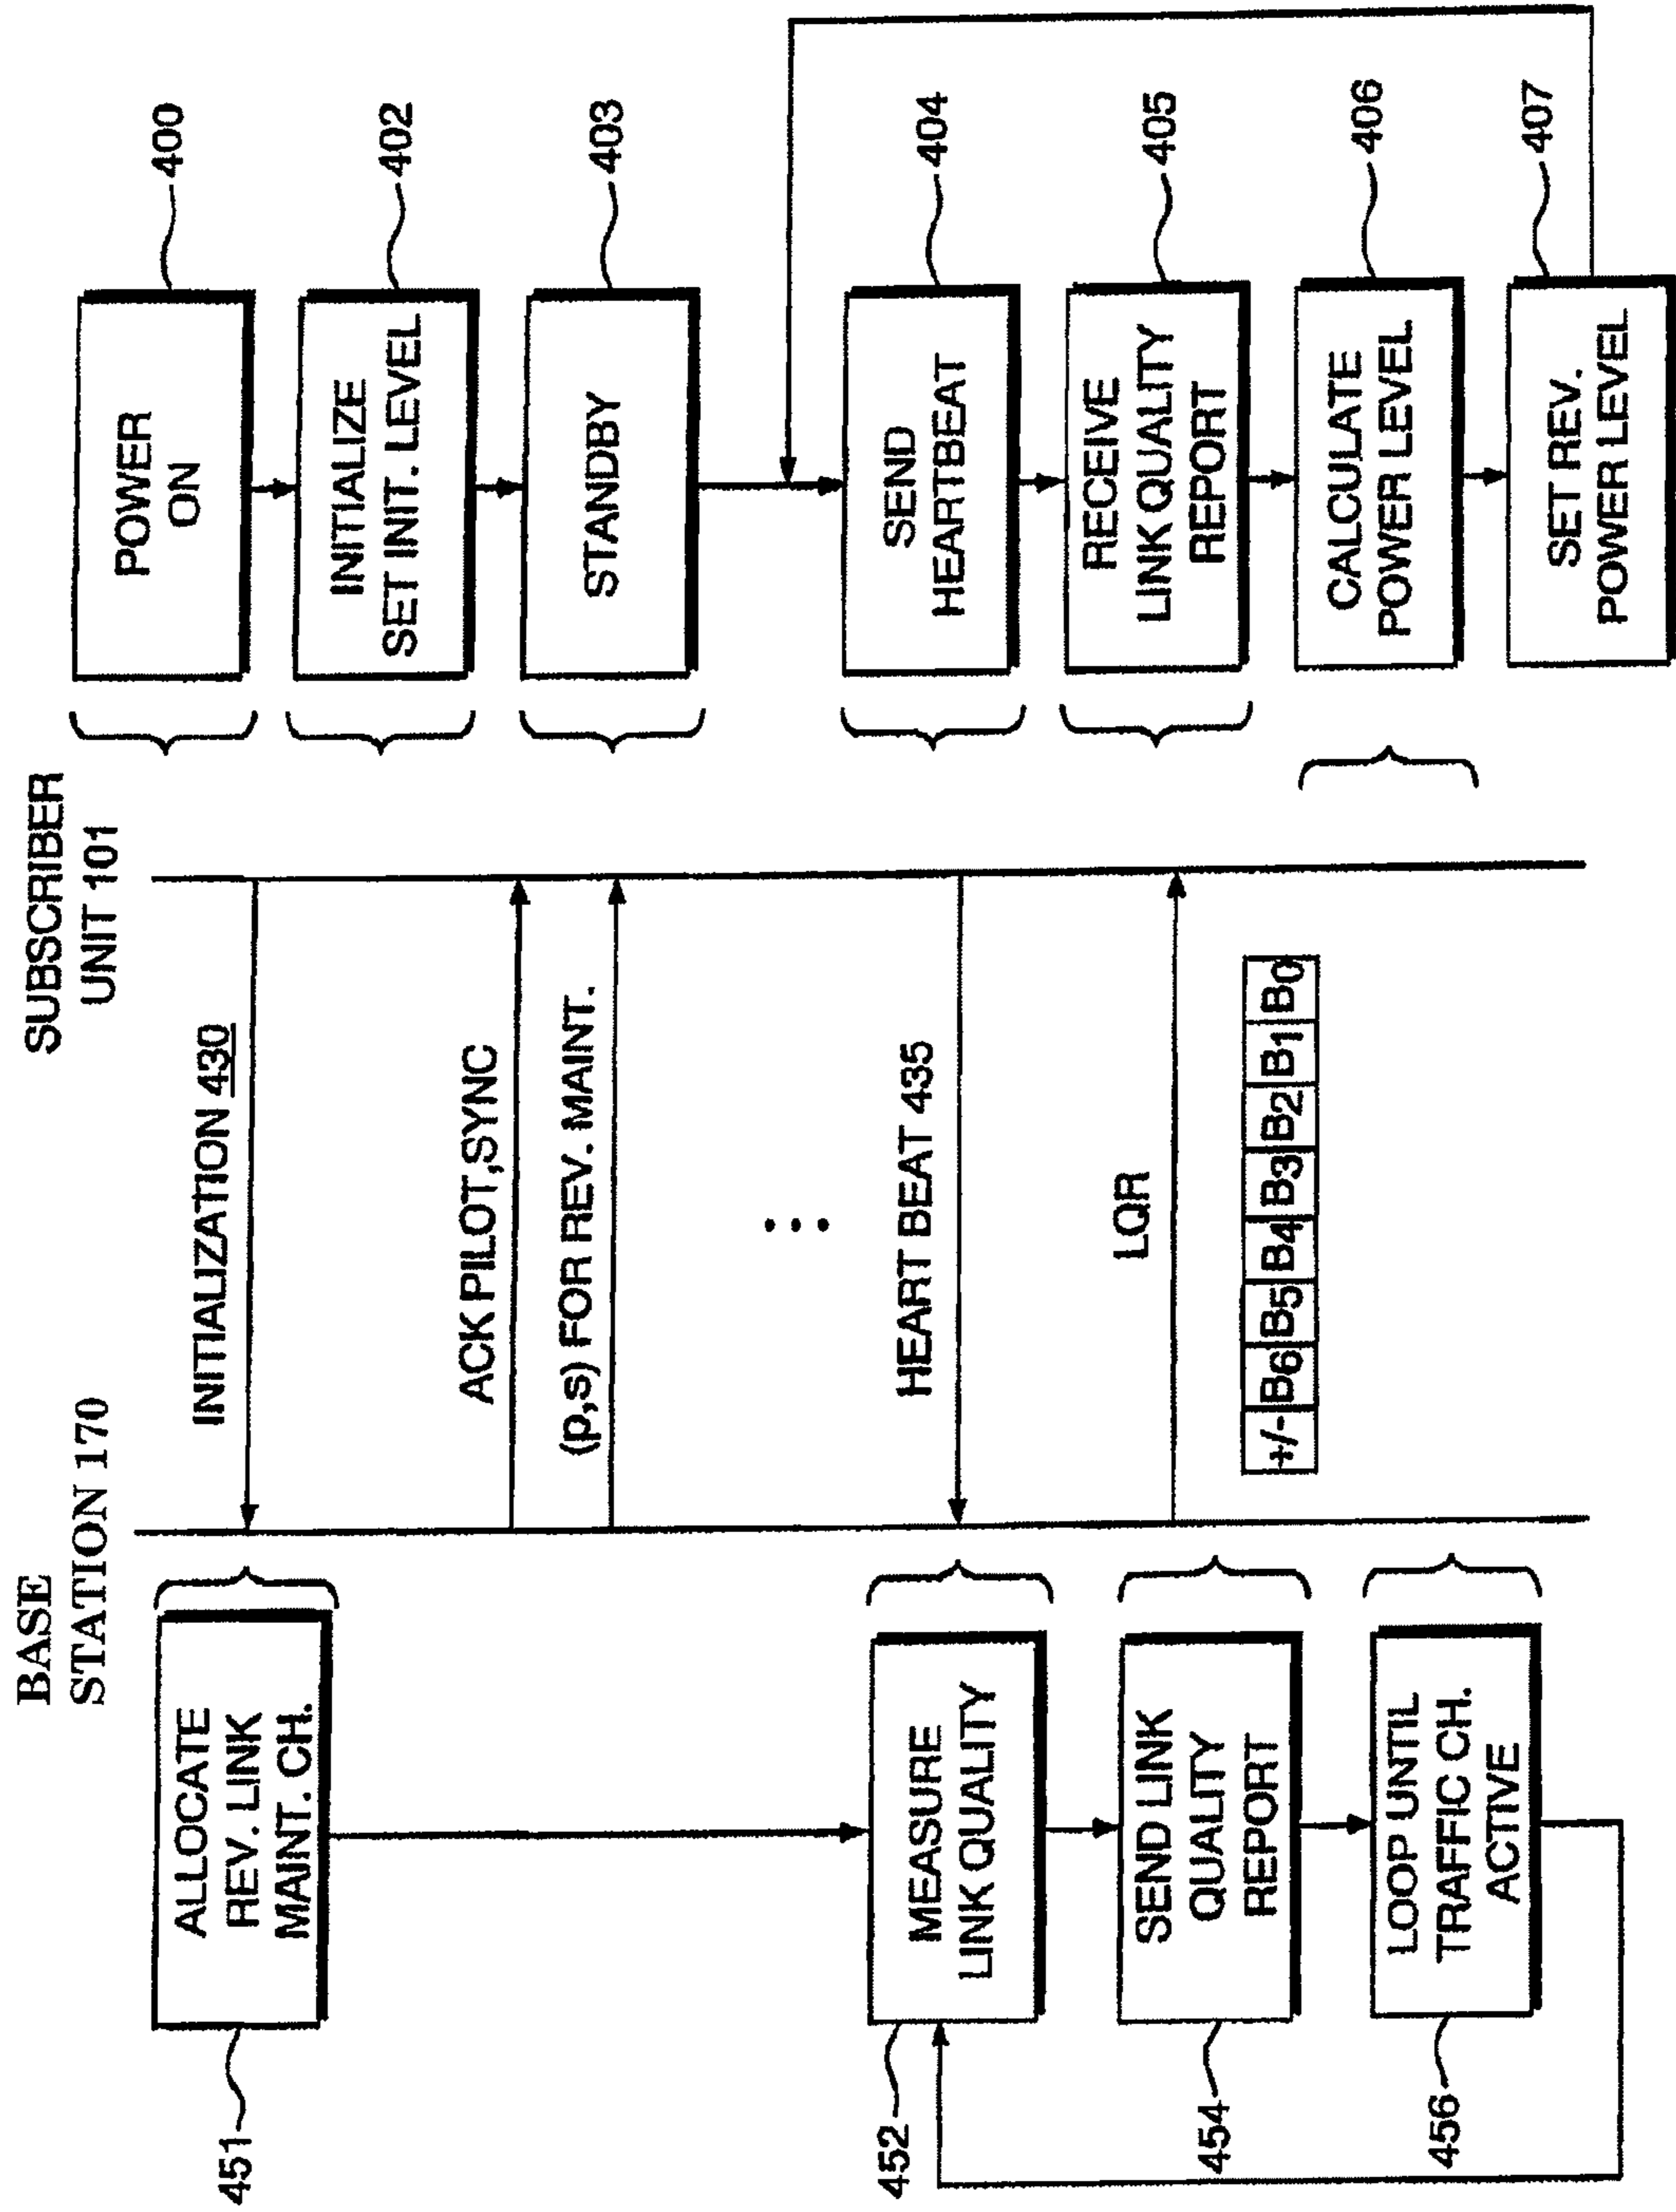 BASE
STATION 170
SUBSCRIBER
UNIT 101
451
ALLOCATE
REV. LINK
MAINT. CH.
452
MEASURE
LINK QUALITY
454
SEND LINK
QUALITY
REPORT
456
LOOP UNTIL
TRAFFIC CH.
ACTIVE
INITIALIZATION 430
ACK PILOT,SYNC
(p,s) FOR REV. MAINT.
...
HEART BEAT 435
LQR
+/- B6 B5 B4 B3 B2 B1 B0
POWER
ON
400
INITIALIZE
SET INIT. LEVEL
402
STANDBY
403
SEND
HEARTBEAT
404
RECEIVE
LINK QUALITY
REPORT
405
CALCULATE
POWER LEVEL
406
SET REV.
POWER LEVEL
407